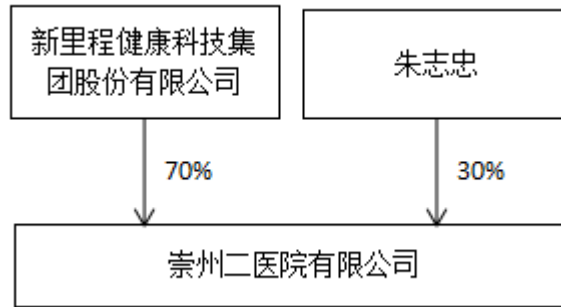 新里程健康科技集
团股份有限公司
朱志忠
70%
30%
崇州二医院有限公司